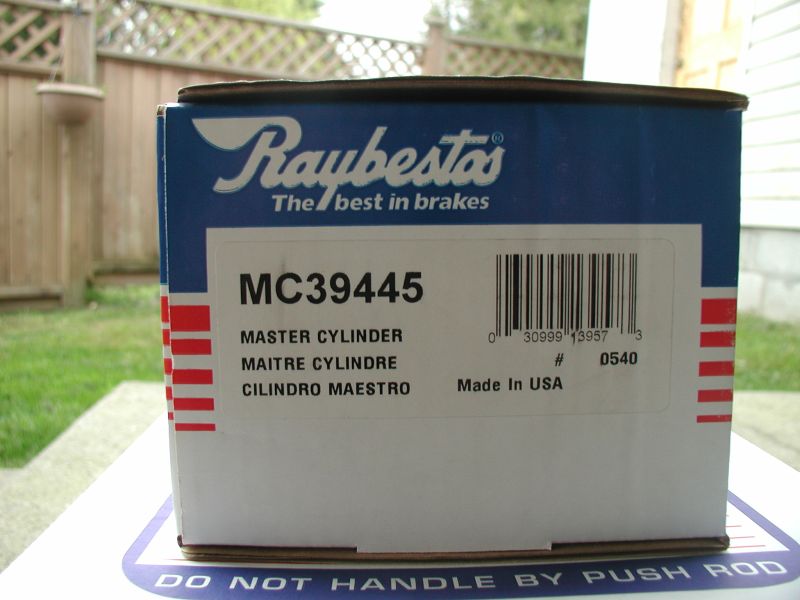 Raybestos®
The best in brakes
MC39445
MASTER CYLINDER
MAITRE CYLINDRE
CILINDRO MAESTRO
0 30999 13957 3
# 0540
Made In USA
DO NOT HANDLE BY PUSH ROD